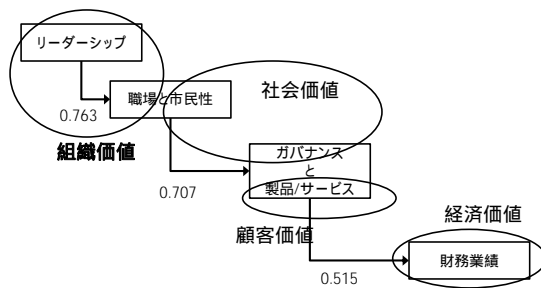 リーダーシップ
職場と市民性
社会価値
0.763
組織価値
ガバナンス
と
製品/サービス
0.707
顧客価値
経済価値
財務業績
0.515